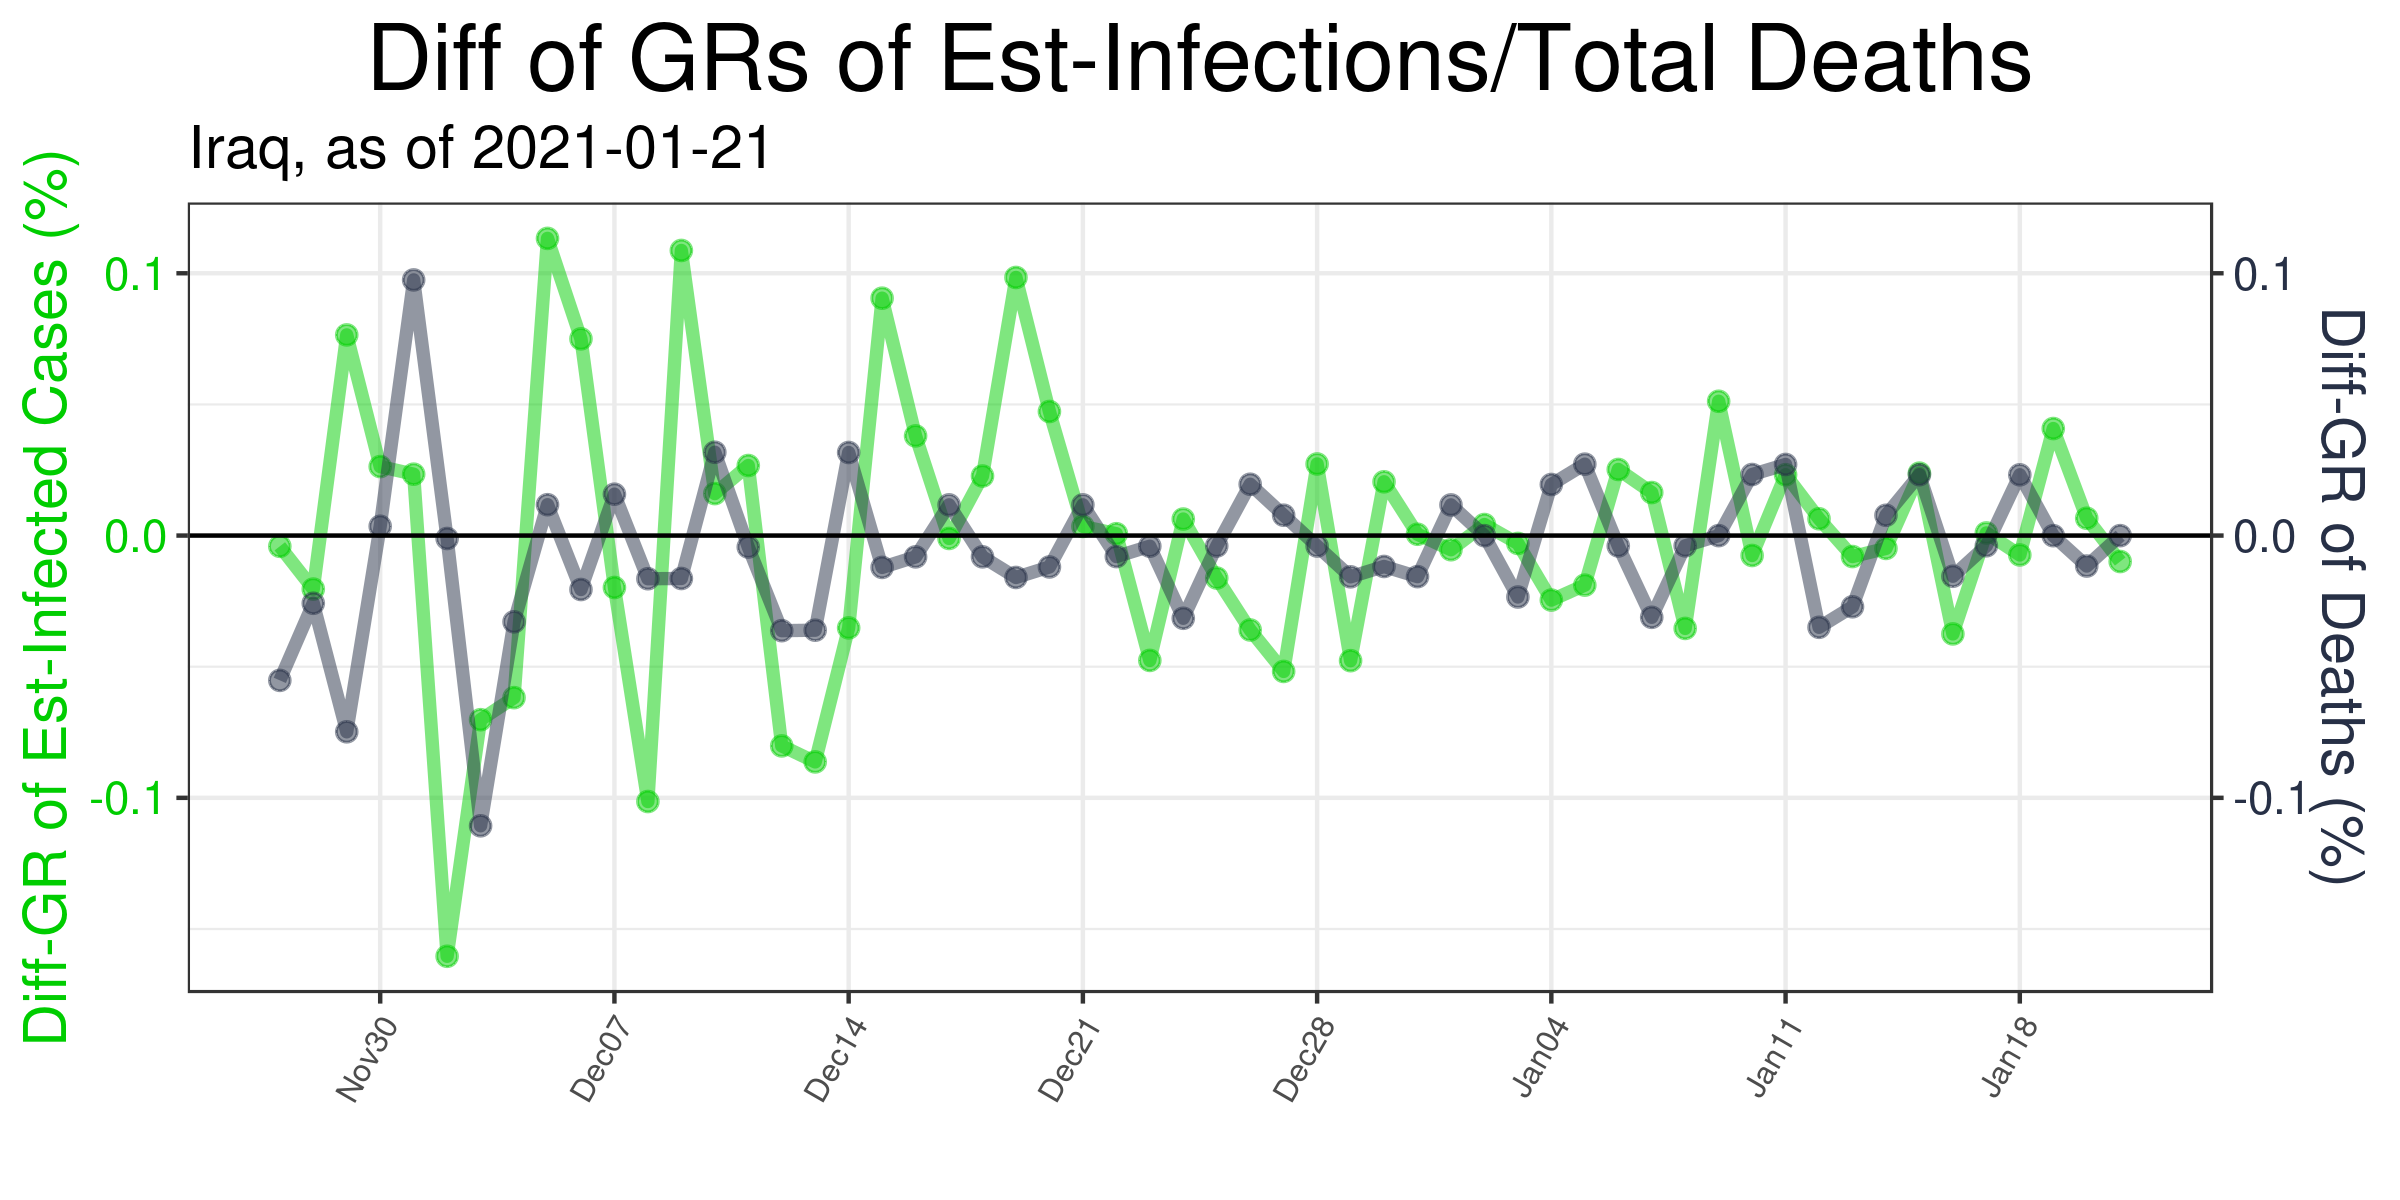 Diff of GRs of Est-Infections/Total Deaths
Iraq, as of 2021-01-21
Diff-GR of Est-Infected Cases (%)
0.1
0.0
-0.1
0.1
0.0
-0.1
Diff-GR of Deaths (%)
Nov30
Dec07
Dec14
Dec21
Dec28
Jan04
Jan11
Jan18